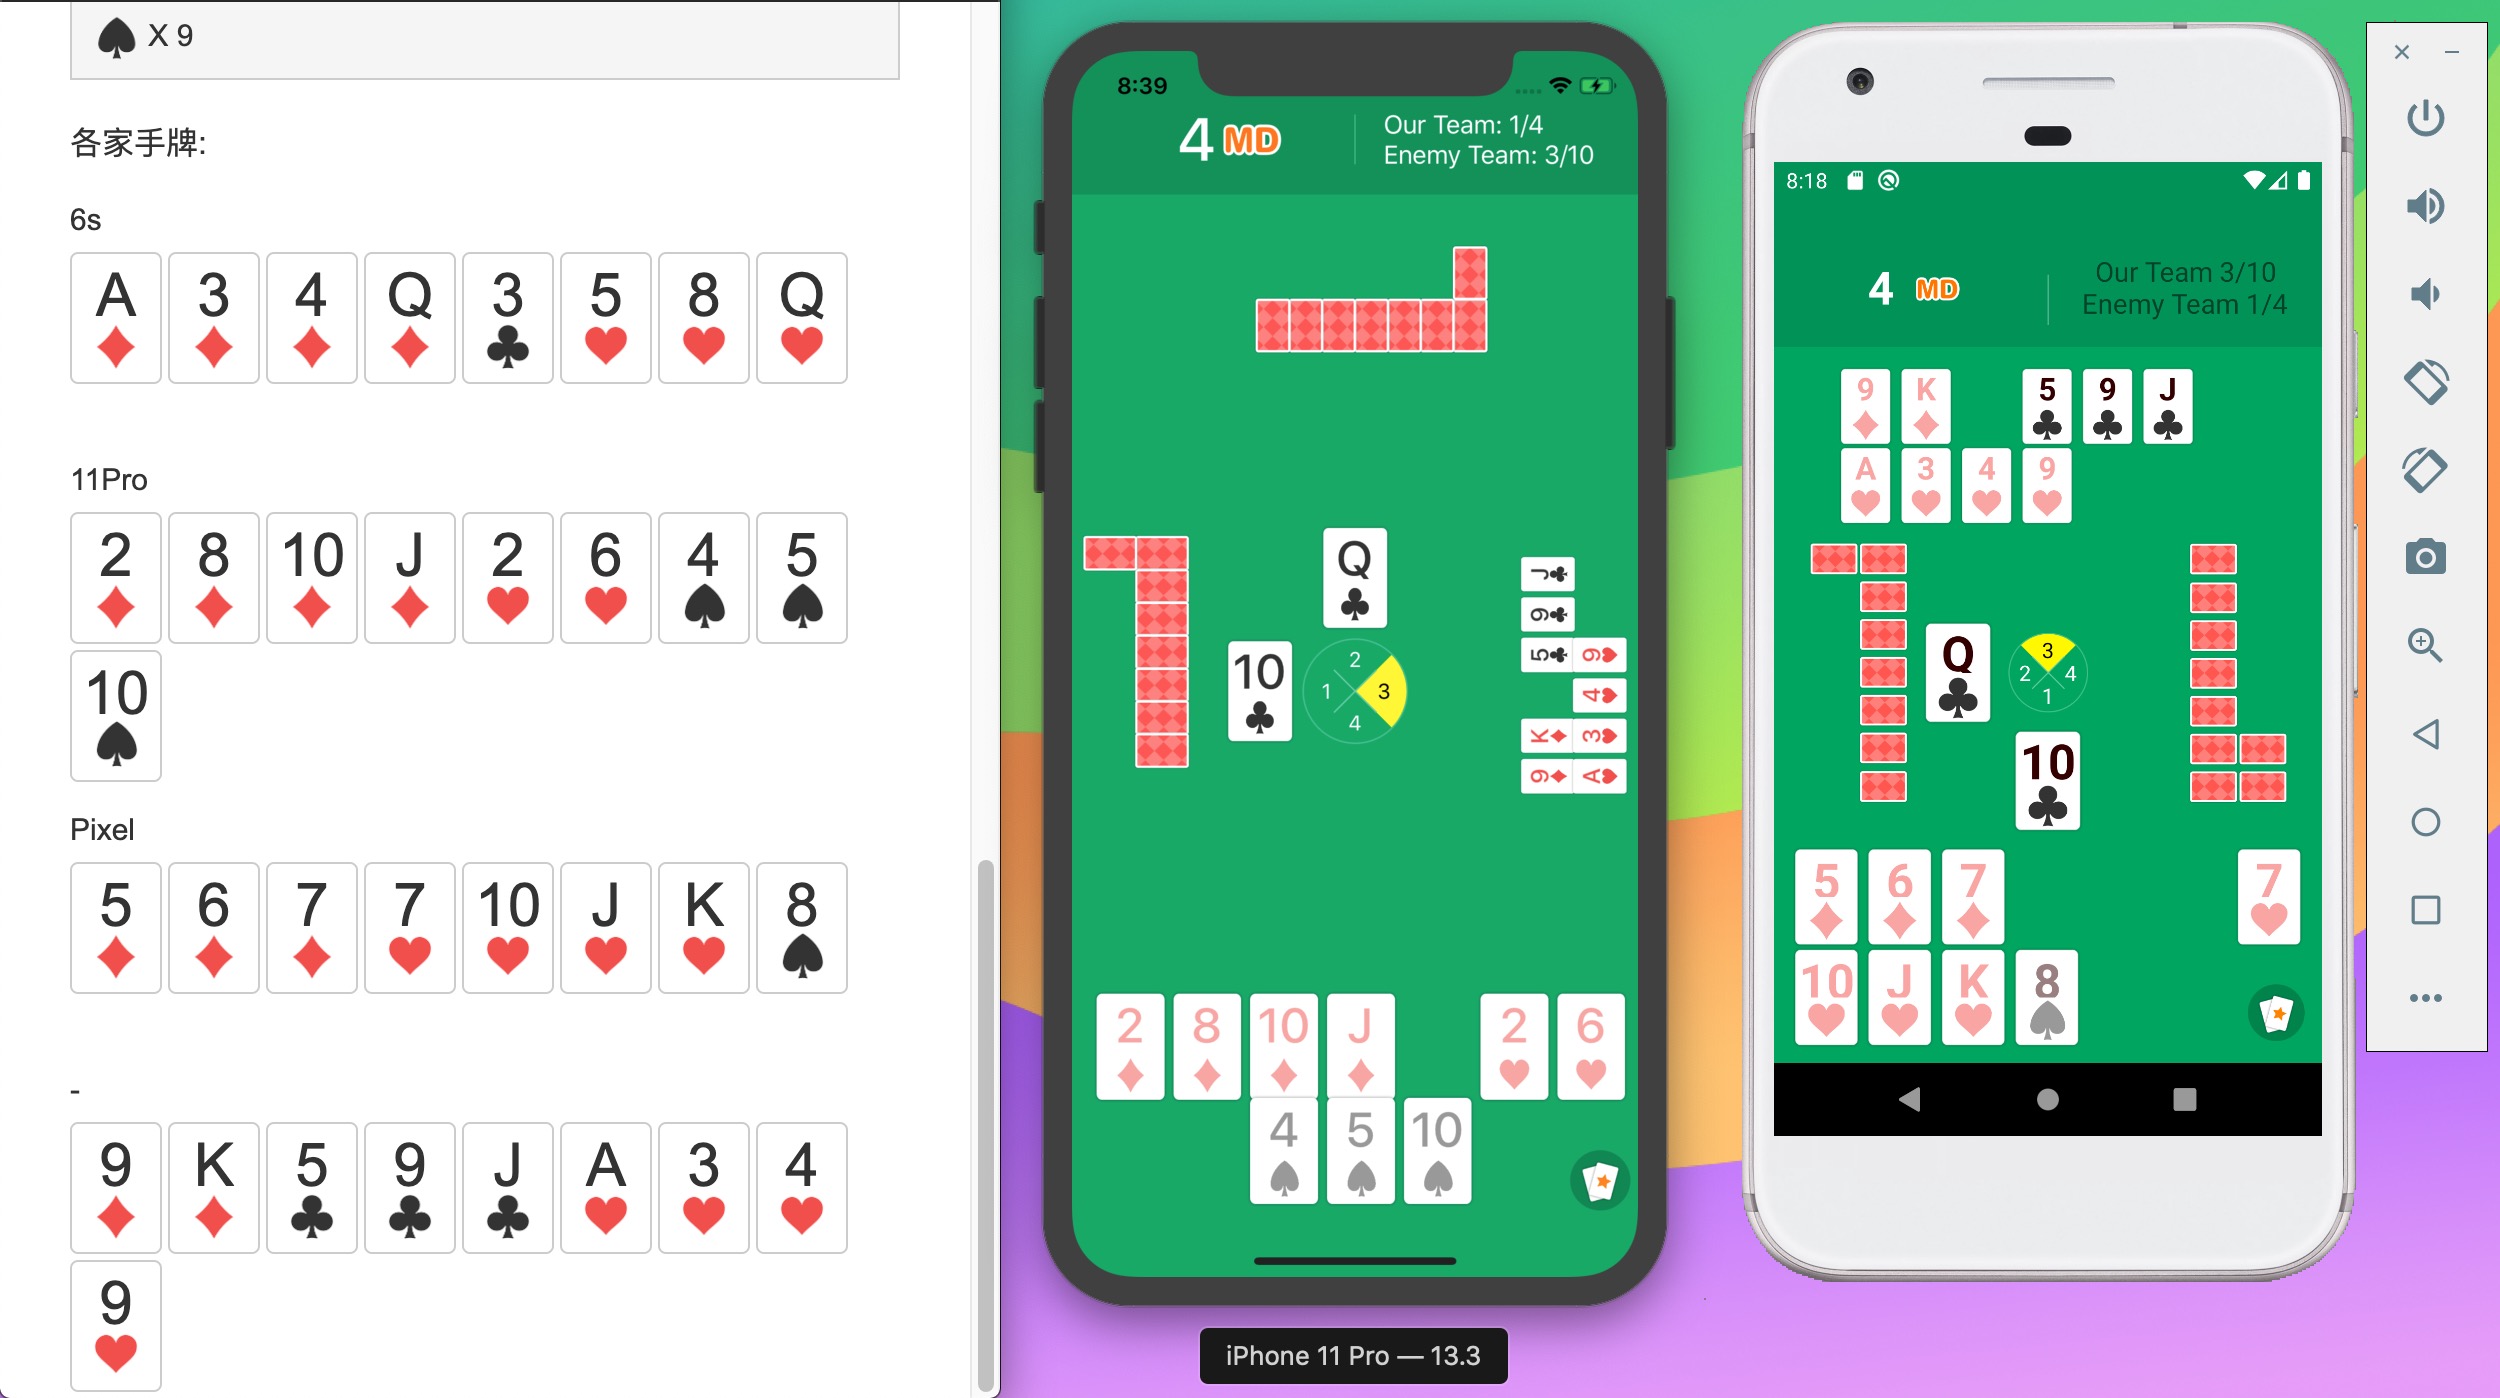 X 9
各家手牌:
6s
A 3 4 Q 3 5 8 Q
11Pro
2 8 10 J 2 6 4 5
10
Pixel
5 6 7 7 10 J K 8
-
9 K 5 9 J A 3 4
9
8:39
4 MD
Our Team: 1/4
Enemy Team: 3/10
Q
10
2
1 3
4
J
9
5 9
4
K 3
9 A
2 8 10 J 2 6
4 5 10
iPhone 11 Pro — 13.3
8:18
4 MD
Our Team 3/10
Enemy Team 1/4
9 K 5 9 J
A 3 4 9
Q
3
2 4
1
10
5 6 7 7
10 J K 8